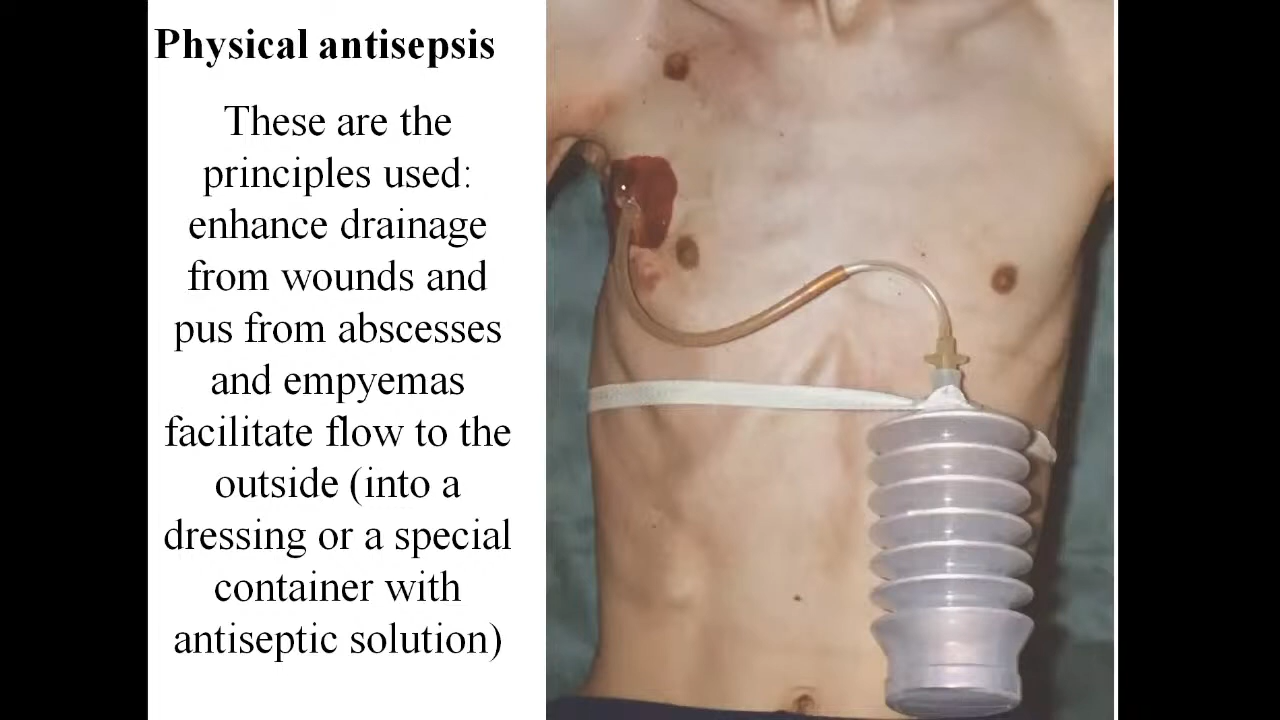 Physical antisepsis
These are the
principles used:
enhance drainage
from wounds and
pus from abscesses
and empyemas
facilitate flow to the
outside (into a
dressing or a special
container with
antiseptic solution)